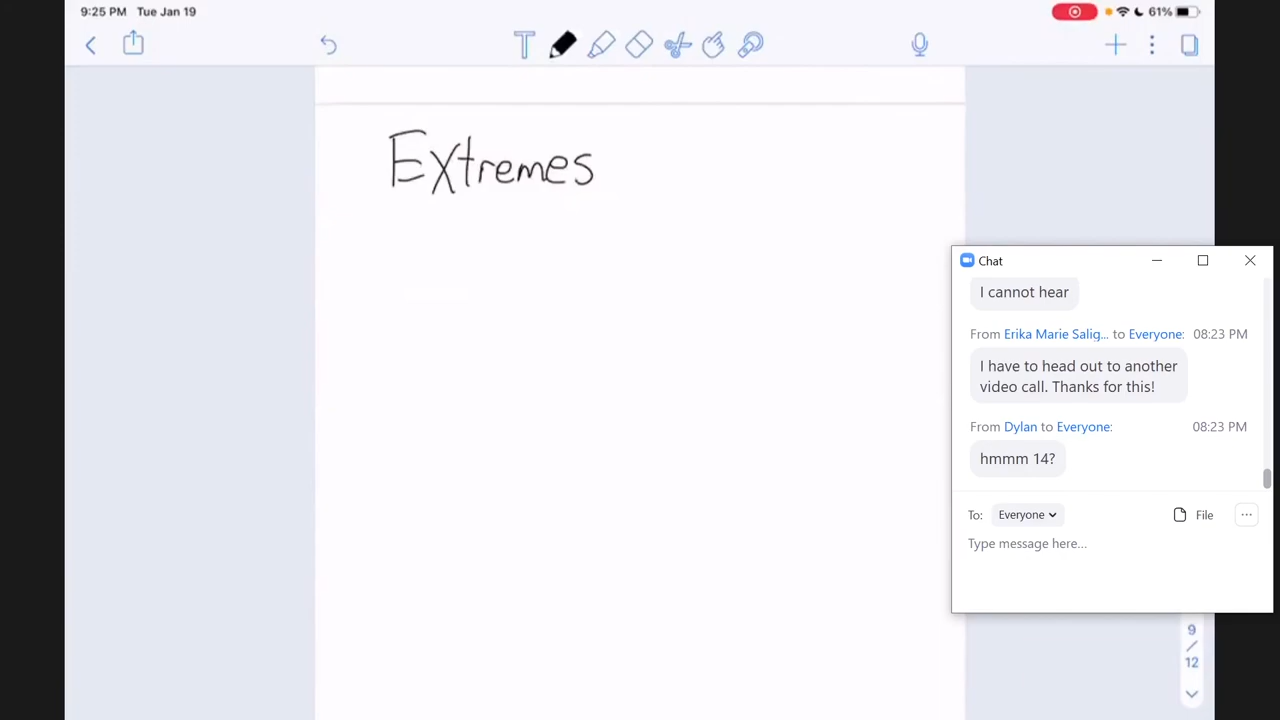 9:25 PM Tue Jan 19
61%
Extremes
Chat
I cannot hear
From Erika Marie Salig... to Everyone: 08:23 PM
I have to head out to another
video call. Thanks for this!
From Dylan to Everyone: 08:23 PM
hmmm 14?
To: Everyone File
Type message here...
9
/
12